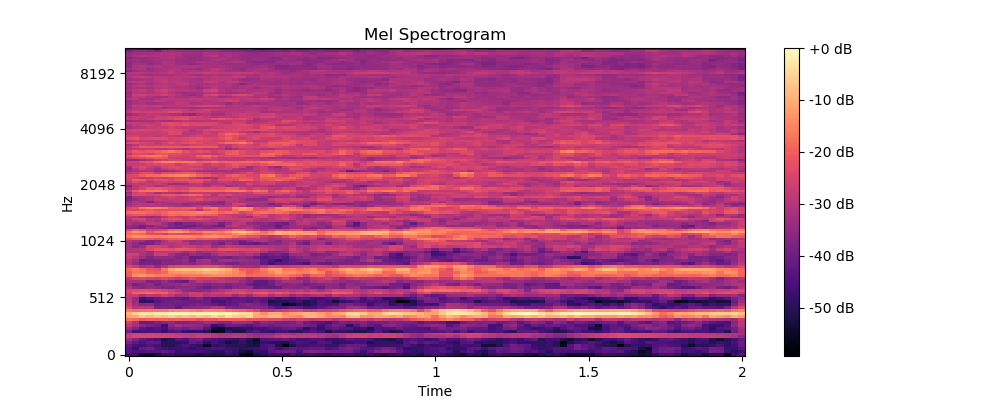 Mel Spectrogram
+0 dB
8192
-10 dB
4096
-20 dB
2048
Hz
-30 dB
1024
-40 dB
512
-50 dB
0
0 0.5 1 1.5 2
Time